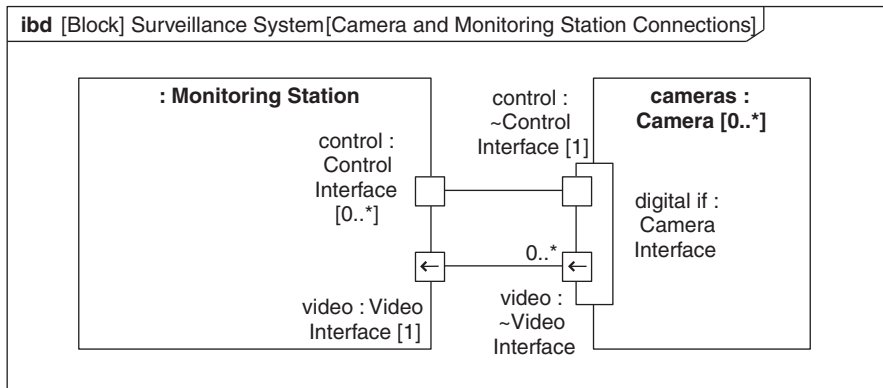 ibd [Block] Surveillance System[Camera and Monitoring Station Connections]
: Monitoring Station
control :
Control
Interface
[0..*]
video : Video
Interface [1]
control :
~Control
Interface [1]
0..*
video :
~Video
Interface
cameras :
Camera [0..*]
digital if :
Camera
Interface